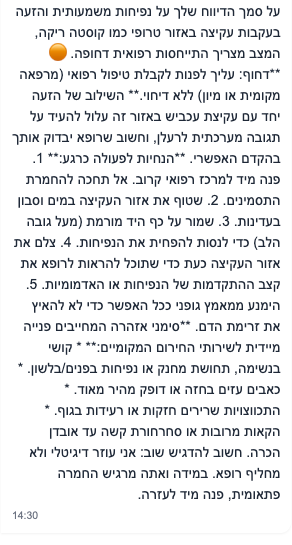 על סמך הדיווח שלך על נפיחות משמעותית והזעה
בעקבות עקיצה באזור טרופי כמו קוסטה ריקה,
המצב מצריך התייחסות רפואית דחופה. 🟠
**דחוף: עליך לפנות לקבלת טיפול רפואי (מרפאה
מקומית או מיון) ללא דיחוי.** השילוב של הזעה
יחד עם עקיצת עכביש באזור זה עלול להעיד על
תגובה מערכתית לרעלן, וחשוב שרופא יבדוק אותך
בהקדם האפשרי. **הנחיות לפעולה כרגע:** 1.
פנה מיד למרכז רפואי קרוב. אל תחכה להחמרת
התסמינים. 2. שטוף את אזור העקיצה במים וסבון
בעדינות. 3. שמור על כף היד מורמת (מעל גובה
הלב) כדי לנסות להפחית את הנפיחות. 4. צלם את
אזור העקיצה כעת כדי שתוכל להראות לרופא את
קצב ההתקדמות של הנפיחות או האדמומיות. 5.
הימנע ממאמץ גופני ככל האפשר כדי לא להאיץ
את זרימת הדם. **סימני אזהרה המחייבים פנייה
מיידית לשירותי החירום המקומיים:** * קושי
בנשימה, תחושת מחנק או נפיחות בפנים/בלשון. *
כאבים עזים בחזה או דופק מהיר מאוד. *
התכווצויות שרירים חזקות או רעידות בגוף. *
הקאות מרובות או סחרחורת קשה עד אובדן
הכרה. חשוב להדגיש שוב: אני עוזר דיגיטלי ולא
מחליף רופא. במידה ואתה מרגיש החמרה
פתאומית, פנה מיד לעזרה.
14:30